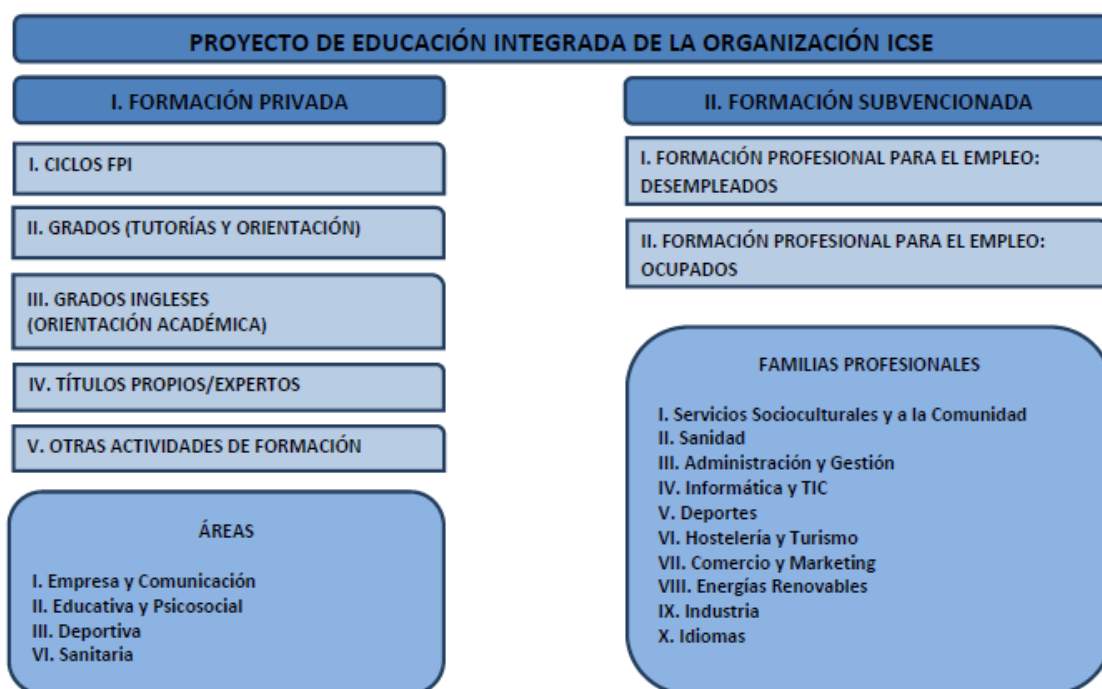 PROYECTO DE EDUCACIÓN INTEGRADA DE LA ORGANIZACIÓN ICSE
I. FORMACIÓN PRIVADA
I. CICLOS FPI
II. GRADOS (TUTORÍAS Y ORIENTACIÓN)
III. GRADOS INGLESES
(ORIENTACIÓN ACADÉMICA)
IV. TÍTULOS PROPIOS/EXPERTOS
V. OTRAS ACTIVIDADES DE FORMACIÓN
ÁREAS
I. Empresa y Comunicación
II. Educativa y Psicosocial
III. Deportiva
VI. Sanitaria
II. FORMACIÓN SUBVENCIONADA
I. FORMACIÓN PROFESIONAL PARA EL EMPLEO:
DESEMPLEADOS
II. FORMACIÓN PROFESIONAL PARA EL EMPLEO:
OCUPADOS
FAMILIAS PROFESIONALES
I. Servicios Socioculturales y a la Comunidad
II. Sanidad
III. Administración y Gestión
IV. Informática y TIC
V. Deportes
VI. Hostelería y Turismo
VII. Comercio y Marketing
VIII. Energías Renovables
IX. Industria
X. Idiomas